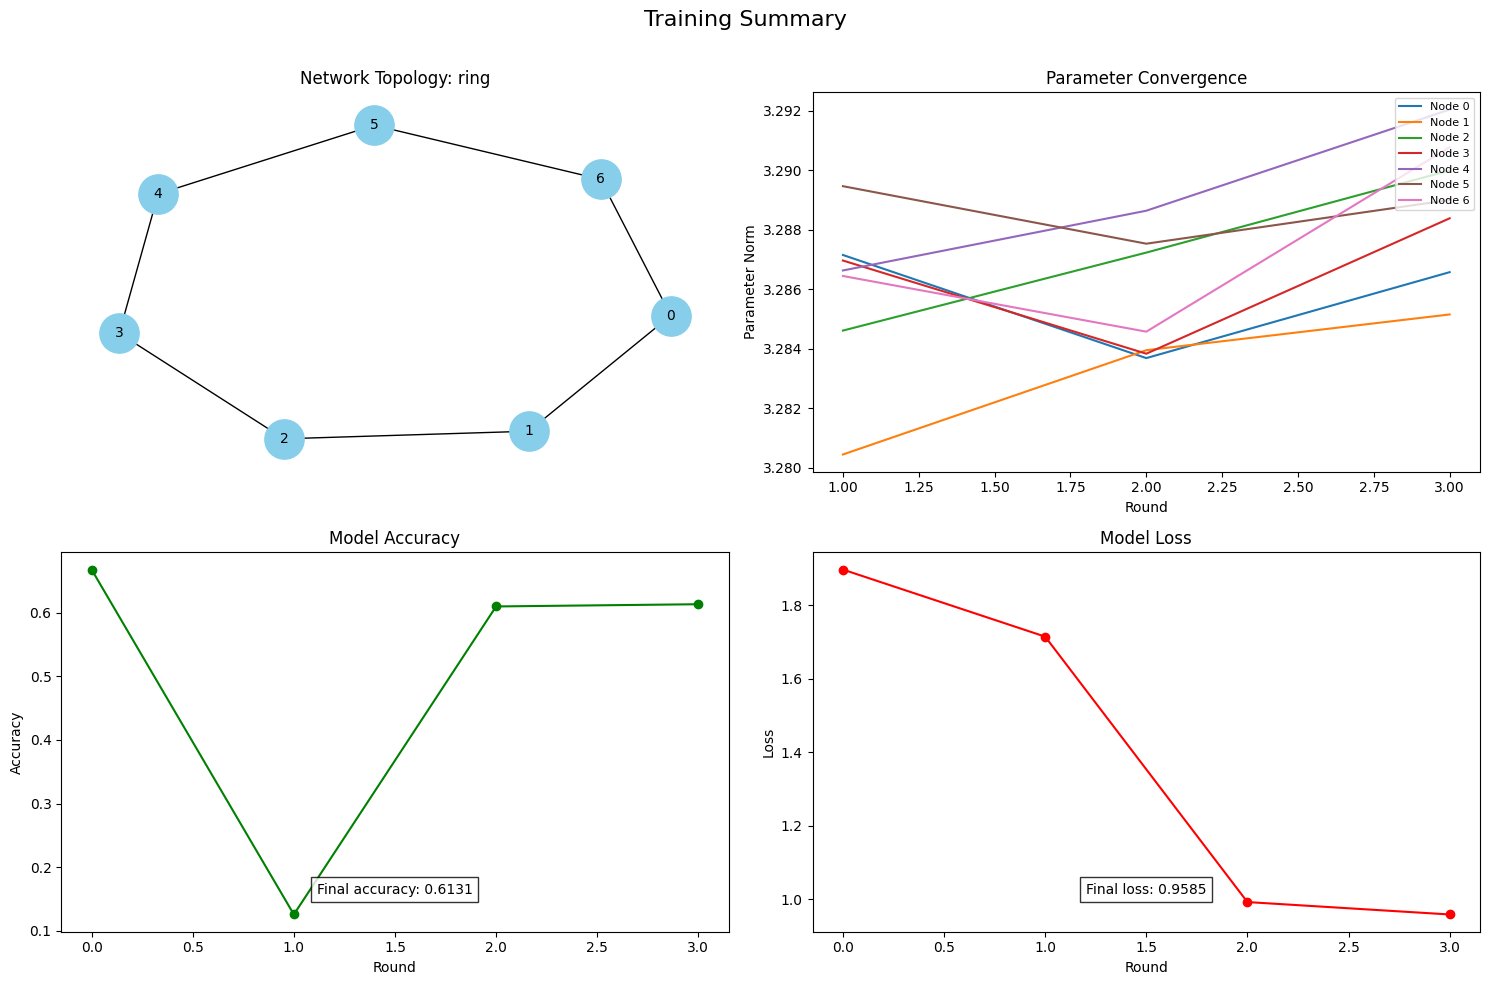 Training Summary
Network Topology: ring
5
6
4
0
3
1
2
Parameter Convergence
3.292
3.290
3.288
3.286
3.284
3.282
3.280
Parameter Norm
Node 0
Node 1
Node 2
Node 3
Node 4
Node 5
Node 6
1.00 1.25 1.50 1.75 2.00 2.25 2.50 2.75 3.00
Round
Model Accuracy
0.6
0.5
0.4
0.3
0.2
0.1
Accuracy
Final accuracy: 0.6131
0.0 0.5 1.0 1.5 2.0 2.5 3.0
Round
Model Loss
1.8
1.6
1.4
1.2
1.0
Loss
Final loss: 0.9585
0.0 0.5 1.0 1.5 2.0 2.5 3.0
Round